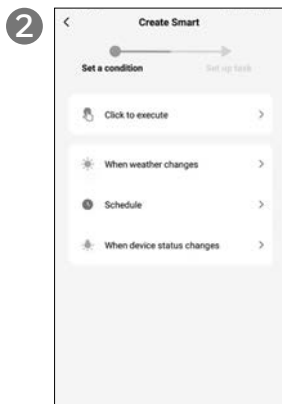 2
Create Smart
Set a condition Set up task
Click to execute
When weather changes
Schedule
When device status changes